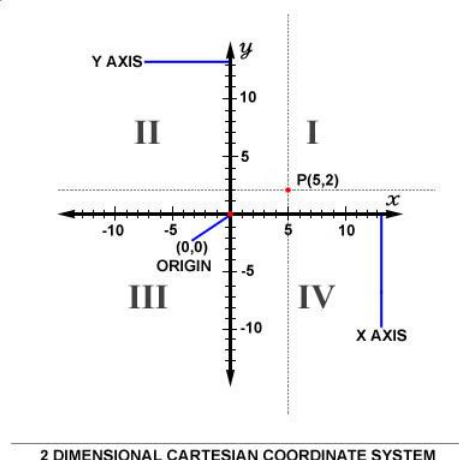 y
Y AXIS
10
II
I
5
P(5,2)
x
-10
-5
5
10
(0,0)
ORIGIN
-5
III
IV
-10
X AXIS
2 DIMENSIONAL CARTESIAN COORDINATE SYSTEM